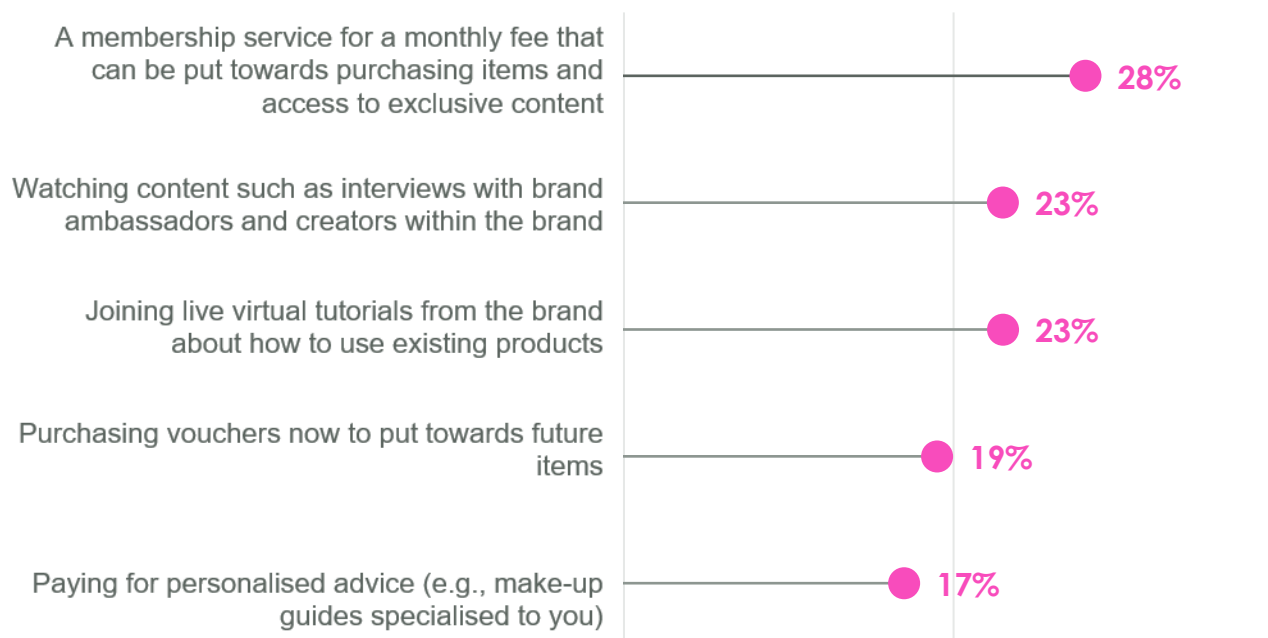 A membership service for a monthly fee that
can be put towards purchasing items and
access to exclusive content
28%
Watching content such as interviews with brand
ambassadors and creators within the brand
23%
Joining live virtual tutorials from the brand
about how to use existing products
23%
Purchasing vouchers now to put towards future
items
19%
Paying for personalised advice (e.g., make-up
guides specialised to you)
17%